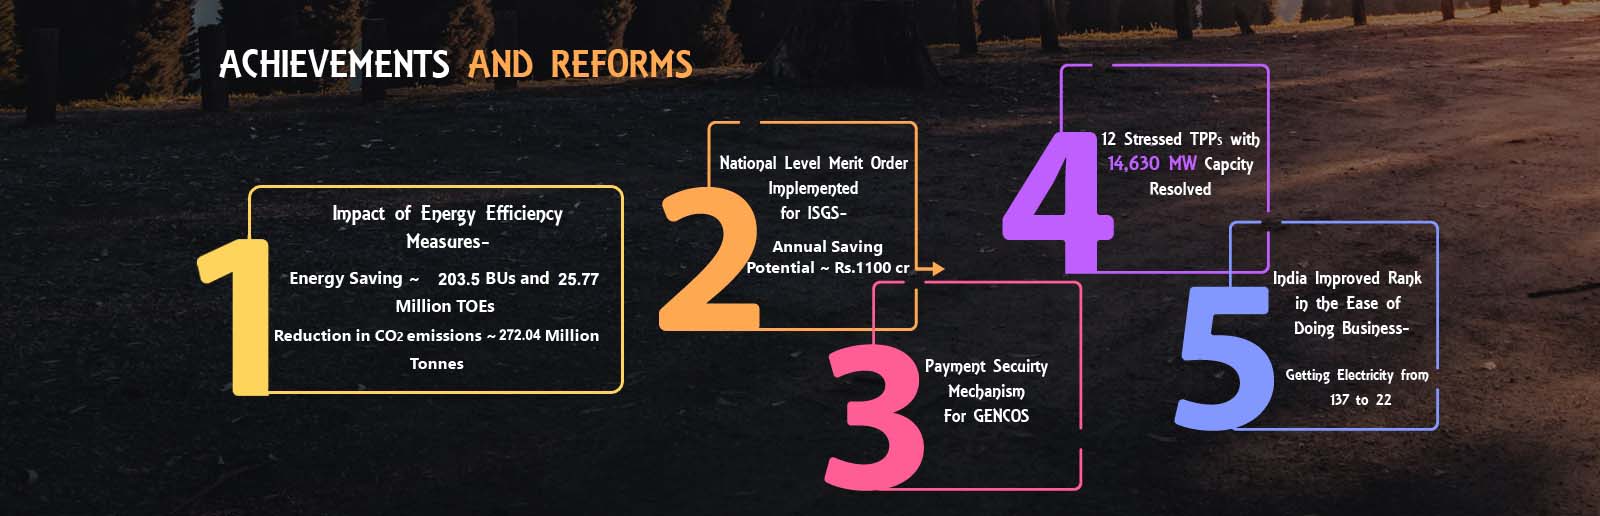 ACHIEVEMENTS AND REFORMS
1
Impact of Energy Efficiency
Measures-
Energy Saving ~ 203.5 BUs and 25.77
Million TOEs
Reduction in CO2 emissions ~ 272.04 Million
Tonnes
2
National Level Merit Order
Implemented
for ISGS-
Annual Saving
Potential ~ Rs.1100 cr
3
Payment Secuirty
Mechanism
For GENCOS
4
12 Stressed TPPs with
14,630 MW Capcity
Resolved
5
India Improved Rank
in the Ease of
Doing Business-
Getting Electricity from
137 to 22